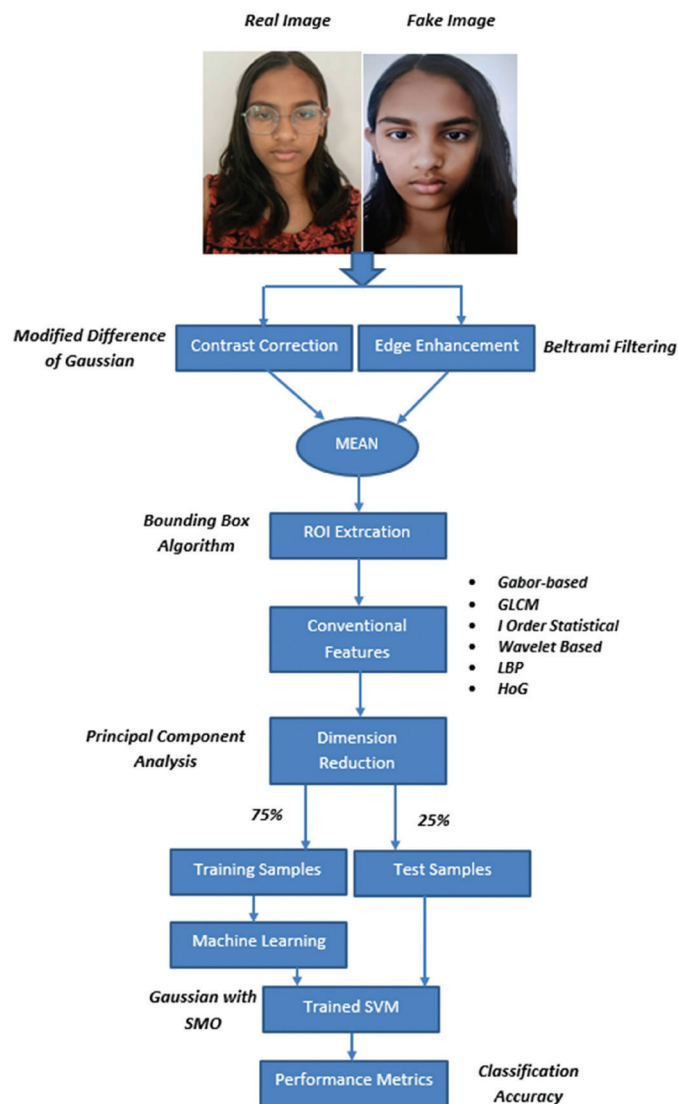 Real Image
Fake Image
Modified Difference
of Gaussian
Contrast Correction
Edge Enhancement
Beltrami Filtering
MEAN
Bounding Box
Algorithm
ROI Extrcation
Conventional
Features
• Gabor-based
• GLCM
• I Order Statistical
• Wavelet Based
• LBP
• HoG
Principal Component
Analysis
Dimension
Reduction
75%
25%
Training Samples
Test Samples
Machine Learning
Gaussian with
SMO
Trained SVM
Performance Metrics
Classification
Accuracy